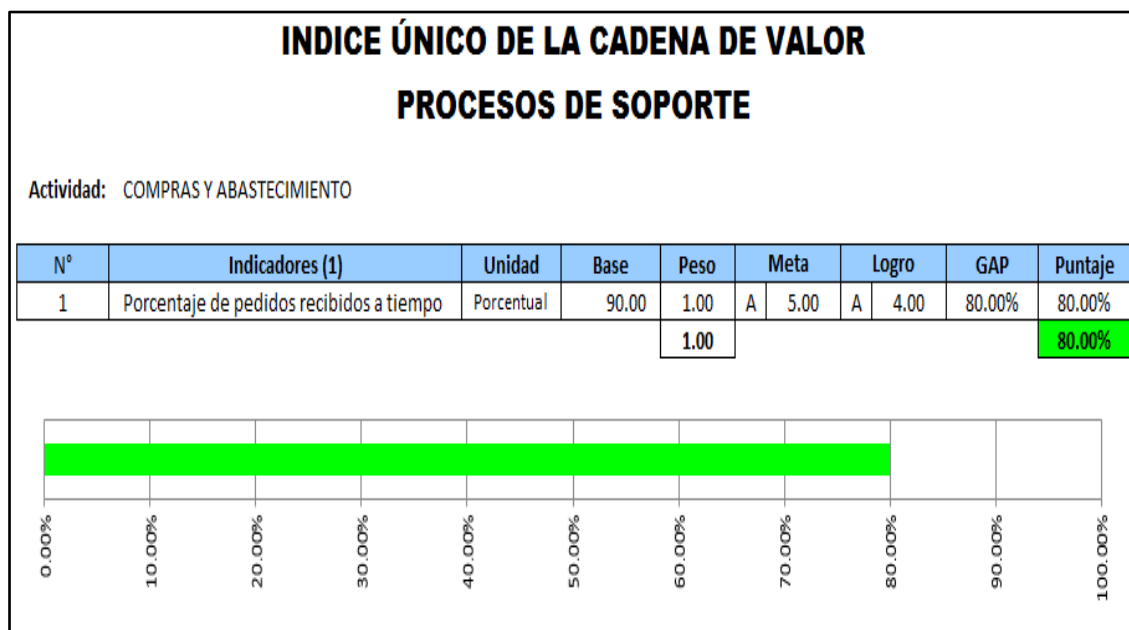 INDICE ÚNICO DE LA CADENA DE VALOR
PROCESOS DE SOPORTE
Actividad: COMPRAS Y ABASTECIMIENTO
N° Indicadores (1) Unidad Base Peso Meta Logro GAP Puntaje
1 Porcentaje de pedidos recibidos a tiempo Porcentual 90.00 1.00 A 5.00 A 4.00 80.00% 80.00%
1.00 80.00%
0.00% 10.00% 20.00% 30.00% 40.00% 50.00% 60.00% 70.00% 80.00% 90.00% 100.00%